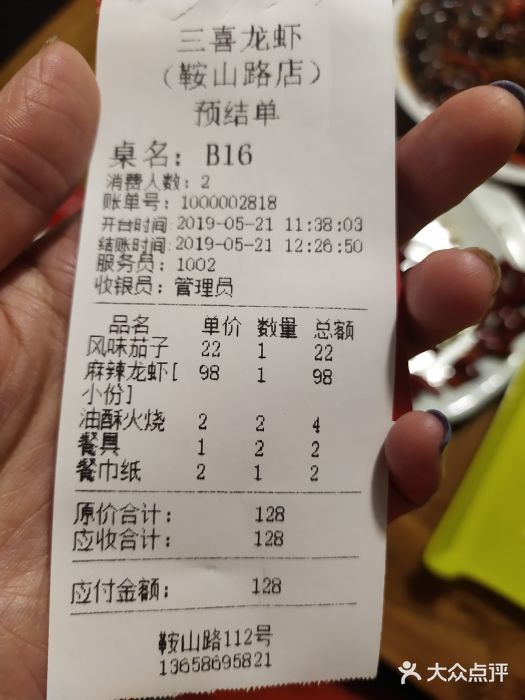 三喜龙虾
（鞍山路店）
预结单
桌名：B16
消费人数：2
账单号：1000002818
开台时间:2019-05-21 11:38:03
结账时间:2019-05-21 12:26:50
服务员：1002
收银员：管理员
品名 单价 数量 总额
风味茄子 22 1 22
麻辣龙虾[ 98 1 98
小份]
油酥火烧 2 2 4
餐具 1 2 2
餐巾纸 2 1 2
原价合计： 128
应收合计： 128
应付金额： 128
鞍山路112号
13658695821
大众点评